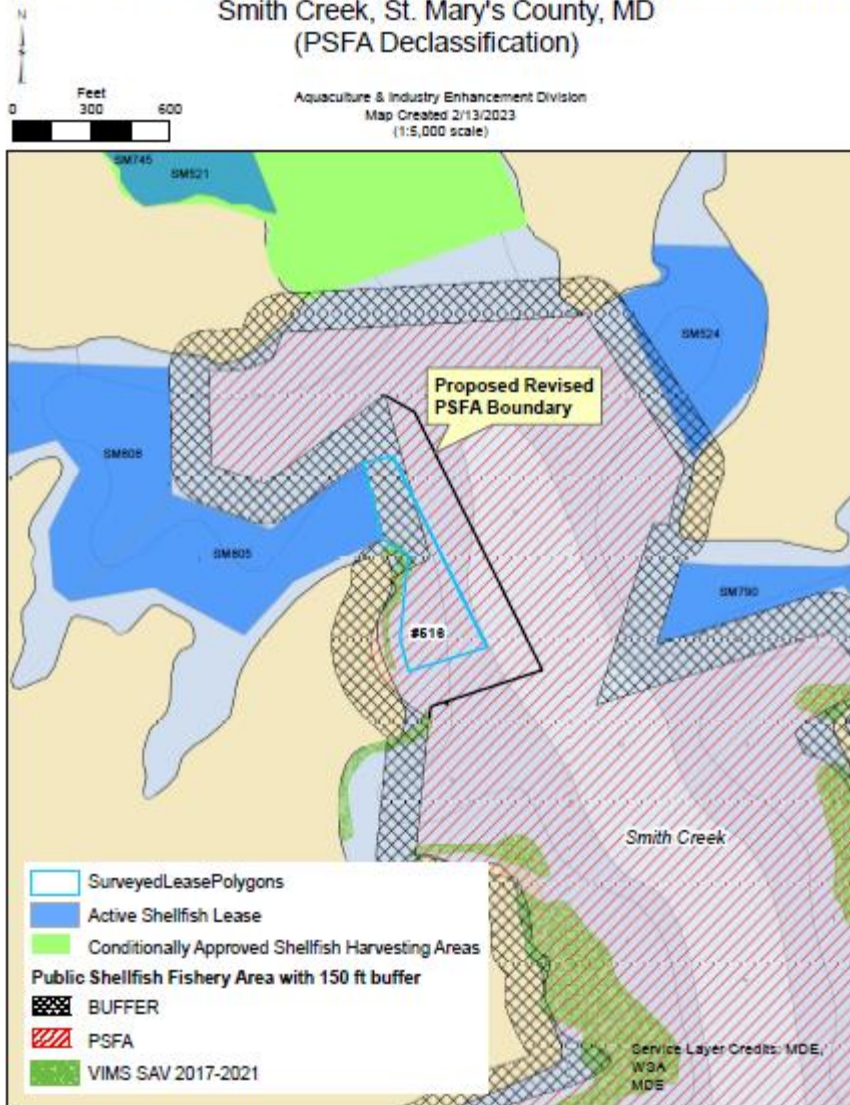 Smith Creek, St. Mary's County, MD
(PSFA Declassification)
N
Feet
0 300 600
Aquaculture & Industry Enhancement Division
Map Created 2/13/2023
(1:5,000 scale)
SM745
SM521
SM524
Proposed Revised
PSFA Boundary
SM608
SM605
SM790
#516
Smith Creek
SurveyedLeasePolygons
Active Shellfish Lease
Conditionally Approved Shellfish Harvesting Areas
Public Shellfish Fishery Area with 150 ft buffer
BUFFER
PSFA
VIMS SAV 2017-2021
Service Layer Credits: MDE,
WSA
MDE